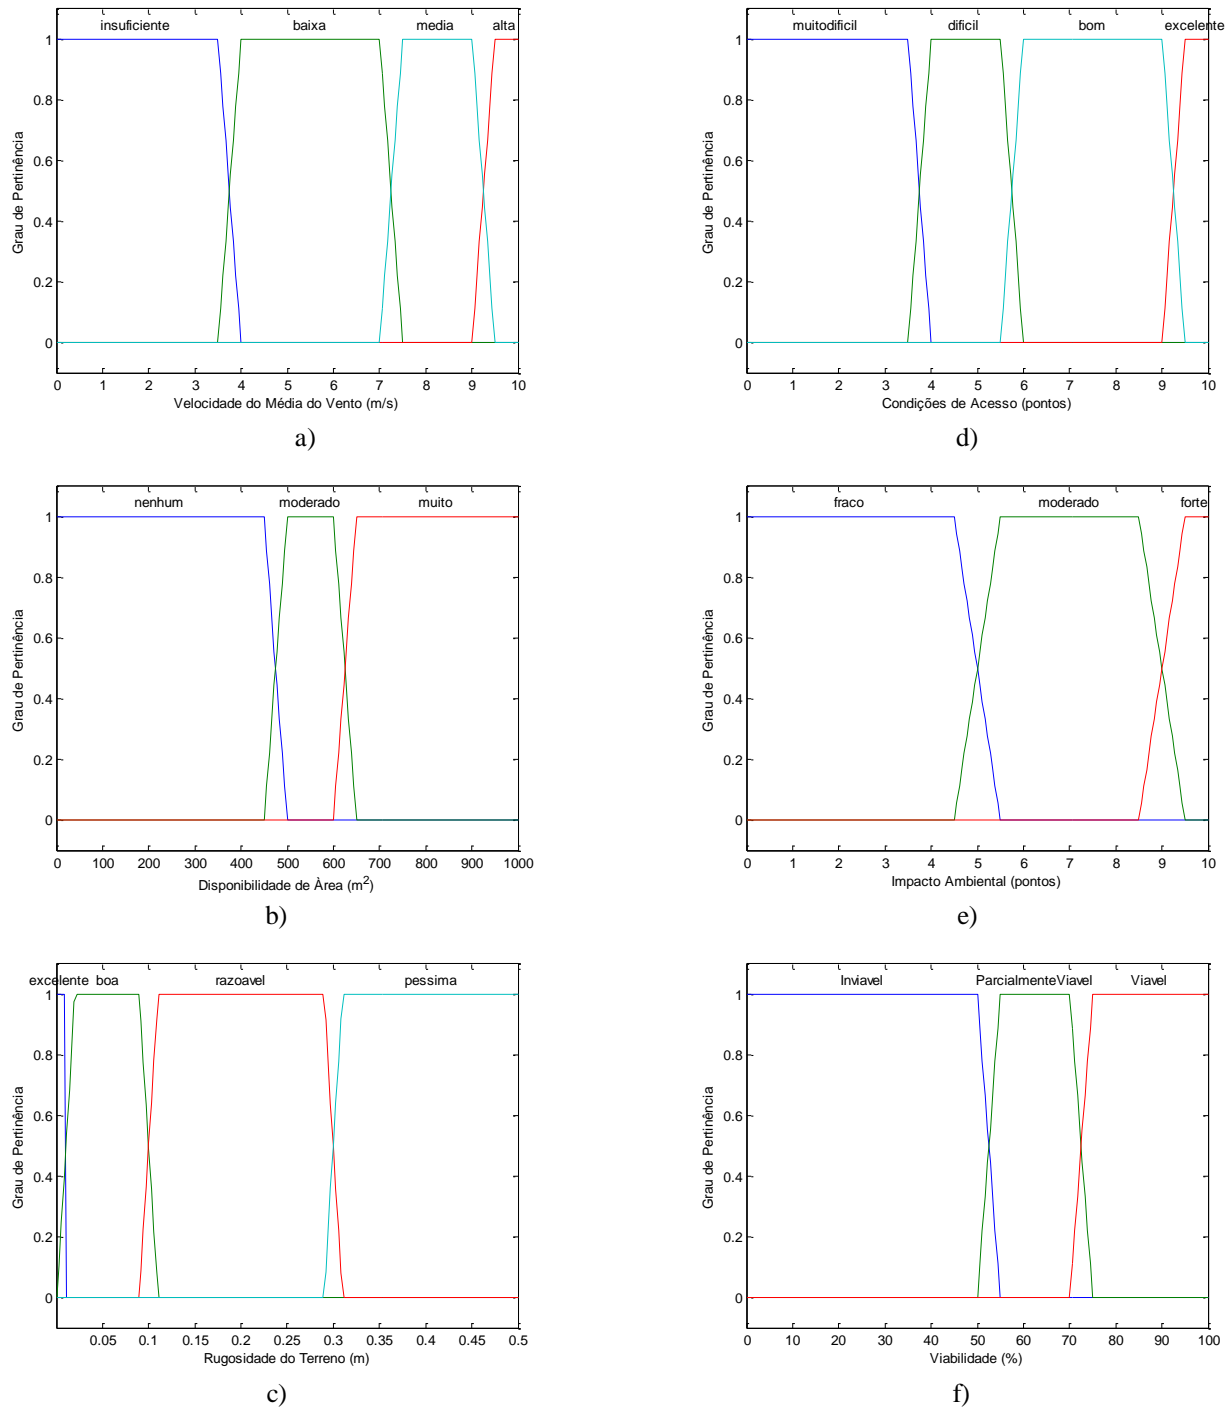 insuficiente baixa media alta
1
0.8
0.6
0.4
0.2
0
Grau de Pertinência
0 1 2 3 4 5 6 7 8 9 10
Velocidade do Média do Vento (m/s)
a)
muitodificil dificil bom excelente
1
0.8
0.6
0.4
0.2
0
Grau de Pertinência
0 1 2 3 4 5 6 7 8 9 10
Condições de Acesso (pontos)
d)
nenhum moderado muito
1
0.8
0.6
0.4
0.2
0
Grau de Pertinência
0 100 200 300 400 500 600 700 800 900 1000
Disponibilidade de Àrea (m²)
b)
fraco moderado forte
1
0.8
0.6
0.4
0.2
0
Grau de Pertinência
0 1 2 3 4 5 6 7 8 9 10
Impacto Ambiental (pontos)
e)
excelente boa razoavel pessima
1
0.8
0.6
0.4
0.2
0
Grau de Pertinência
0.05 0.1 0.15 0.2 0.25 0.3 0.35 0.4 0.45 0.5
Rugosidade do Terreno (m)
c)
Inviavel ParcialmenteViavel Viavel
1
0.8
0.6
0.4
0.2
0
Grau de Pertinência
0 10 20 30 40 50 60 70 80 90 100
Viabilidade (%)
f)